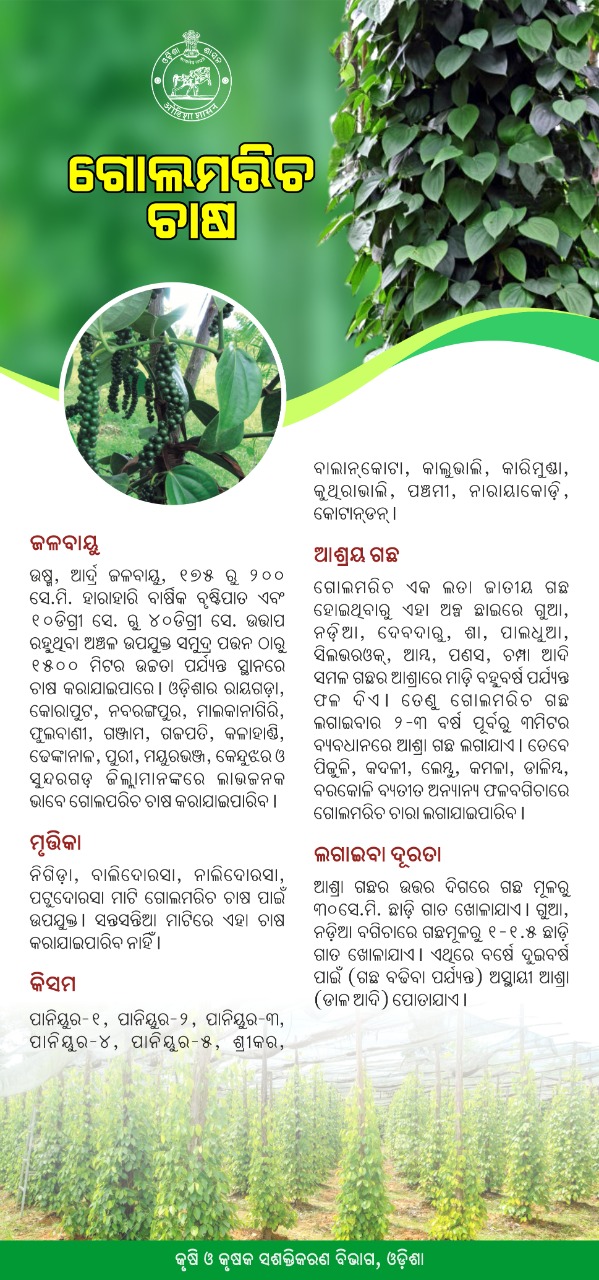 ଓଡ଼ିଶା ଶାସନ
ओड़िशा शासन
ଗୋଲମରିଚ
ଚାଷ
ଜଳବାୟୁ
ଉଷ୍ମ, ଆର୍ଦ୍ର ଜଳବାୟୁ, ୧୭୫ ରୁ ୨୦୦
ସେ.ମି. ହାରାହାରି ବାର୍ଷିକ ବୃଷ୍ଟିପାତ ଏବଂ
୧୦ଡିଗ୍ରୀ ସେ. ରୁ ୪୦ଡିଗ୍ରୀ ସେ. ଉତ୍ତାପ
ରହୁଥିବା ଅଞ୍ଚଳ ଉପଯୁକ୍ତ ସମୁଦ୍ର ପତ୍ତନ ଠାରୁ
୧୫୦୦ ମିଟର ଉଚ୍ଚତା ପର୍ଯ୍ୟନ୍ତ ସ୍ଥାନରେ
ଚାଷ କରାଯାଇପାରେ। ଓଡ଼ିଶାର ରାୟଗଡ଼ା,
କୋରାପୁଟ, ନବରଙ୍ଗପୁର, ମାଲକାନାଗିରି,
ଫୁଲବାଣୀ, ଗଞ୍ଜାମ, ଗଜପତି, କଳାହାଣ୍ଡି,
ଢେଙ୍କାନାଳ, ପୁରୀ, ମୟୁରଭଞ୍ଜ, କେନ୍ଦୁଝର ଓ
ସୁନ୍ଦରଗଡ଼ ଜିଲ୍ଲାମାନଙ୍କରେ ଲାଭଜନକ
ଭାବେ ଗୋଲପରିଚ ଚାଷ କରାଯାଇପାରିବ।
ମୃତ୍ତିକା
ନିଗିଡ଼ା, ବାଲିଦୋରସା, ନାଲିଦୋରସା,
ପଟୁଦୋରସା ମାଟି ଗୋଲମରିଚ ଚାଷ ପାଇଁ
ଉପଯୁକ୍ତ। ସନ୍ତସନ୍ତିଆ ମାଟିରେ ଏହା ଚାଷ
କରାଯାଇପାରିବ ନାହିଁ।
କିସମ
ପାନିୟୁର-୧, ପାନିୟୁର-୨, ପାନିୟୁର-୩,
ପାନିୟୁର-୪, ପାନିୟୁର-୫, ଶ୍ରୀକର,
ବାଲାନ୍‌କୋଟା, କାଲୁଭାଲି, କାରିମୁଣ୍ଡା,
କୁଥିରାଭାଲି, ପଞ୍ଚମୀ, ନାରାୟାକୋଡ଼ି,
କୋଟାନ୍‌ଡନ୍।
ଆଶ୍ରୟ ଗଛ
ଗୋଲମରିଚ ଏକ ଲତା ଜାତୀୟ ଗଛ
ହୋଇଥିବାରୁ ଏହା ଅଳ୍ପ ଛାଇରେ ଗୁଆ,
ନଡ଼ିଆ, ଦେବଦାରୁ, ଶା, ପାଲଧୁଆ,
ସିଲଭରଓକ୍, ଆମ୍ବ, ପଣସ, ଚମ୍ପା ଆଦି
ସମଳ ଗଛର ଆଶ୍ରାରେ ମାଡ଼ି ବହୁବର୍ଷ ପର୍ଯ୍ୟନ୍ତ
ଫଳ ଦିଏ। ତେଣୁ ଗୋଲମରିଚ ଗଛ
ଲଗାଇବାର ୨-୩ ବର୍ଷ ପୂର୍ବରୁ ୩ମିଟର
ବ୍ୟବଧାନରେ ଆଶ୍ରା ଗଛ ଲଗାଯାଏ। ତେବେ
ପିଜୁଳି, କଦଳୀ, ଲେମ୍ବୁ, କମଳା, ଡାଳିମ୍ବ,
ବରକୋଳି ବ୍ୟତୀତ ଅନ୍ୟାନ୍ୟ ଫଳବଗିଚାରେ
ଗୋଲମରିଚ ଚାରା ଲଗାଯାଇପାରିବ।
ଲଗାଇବା ଦୂରତା
ଆଶ୍ରା ଗଛର ଉତ୍ତର ଦିଗରେ ଗଛ ମୂଳରୁ
୩୦ସେ.ମି. ଛାଡ଼ି ଗାତ ଖୋଳାଯାଏ। ଗୁଆ,
ନଡ଼ିଆ ବଗିଚାରେ ଗଛମୂଳରୁ ୧-୧.୫ ଛାଡ଼ି
ଗାତ ଖୋଳାଯାଏ। ଏଥିରେ ବର୍ଷେ ଦୁଇବର୍ଷ
ପାଇଁ (ଗଛ ବଢିବା ପର୍ଯ୍ୟନ୍ତ) ଅସ୍ଥାୟୀ ଆଶ୍ରା
(ଡାଳ ଆଦି) ପୋତାଯାଏ।
କୃଷି ଓ କୃଷକ ସଶକ୍ତିକରଣ ବିଭାଗ, ଓଡ଼ିଶା